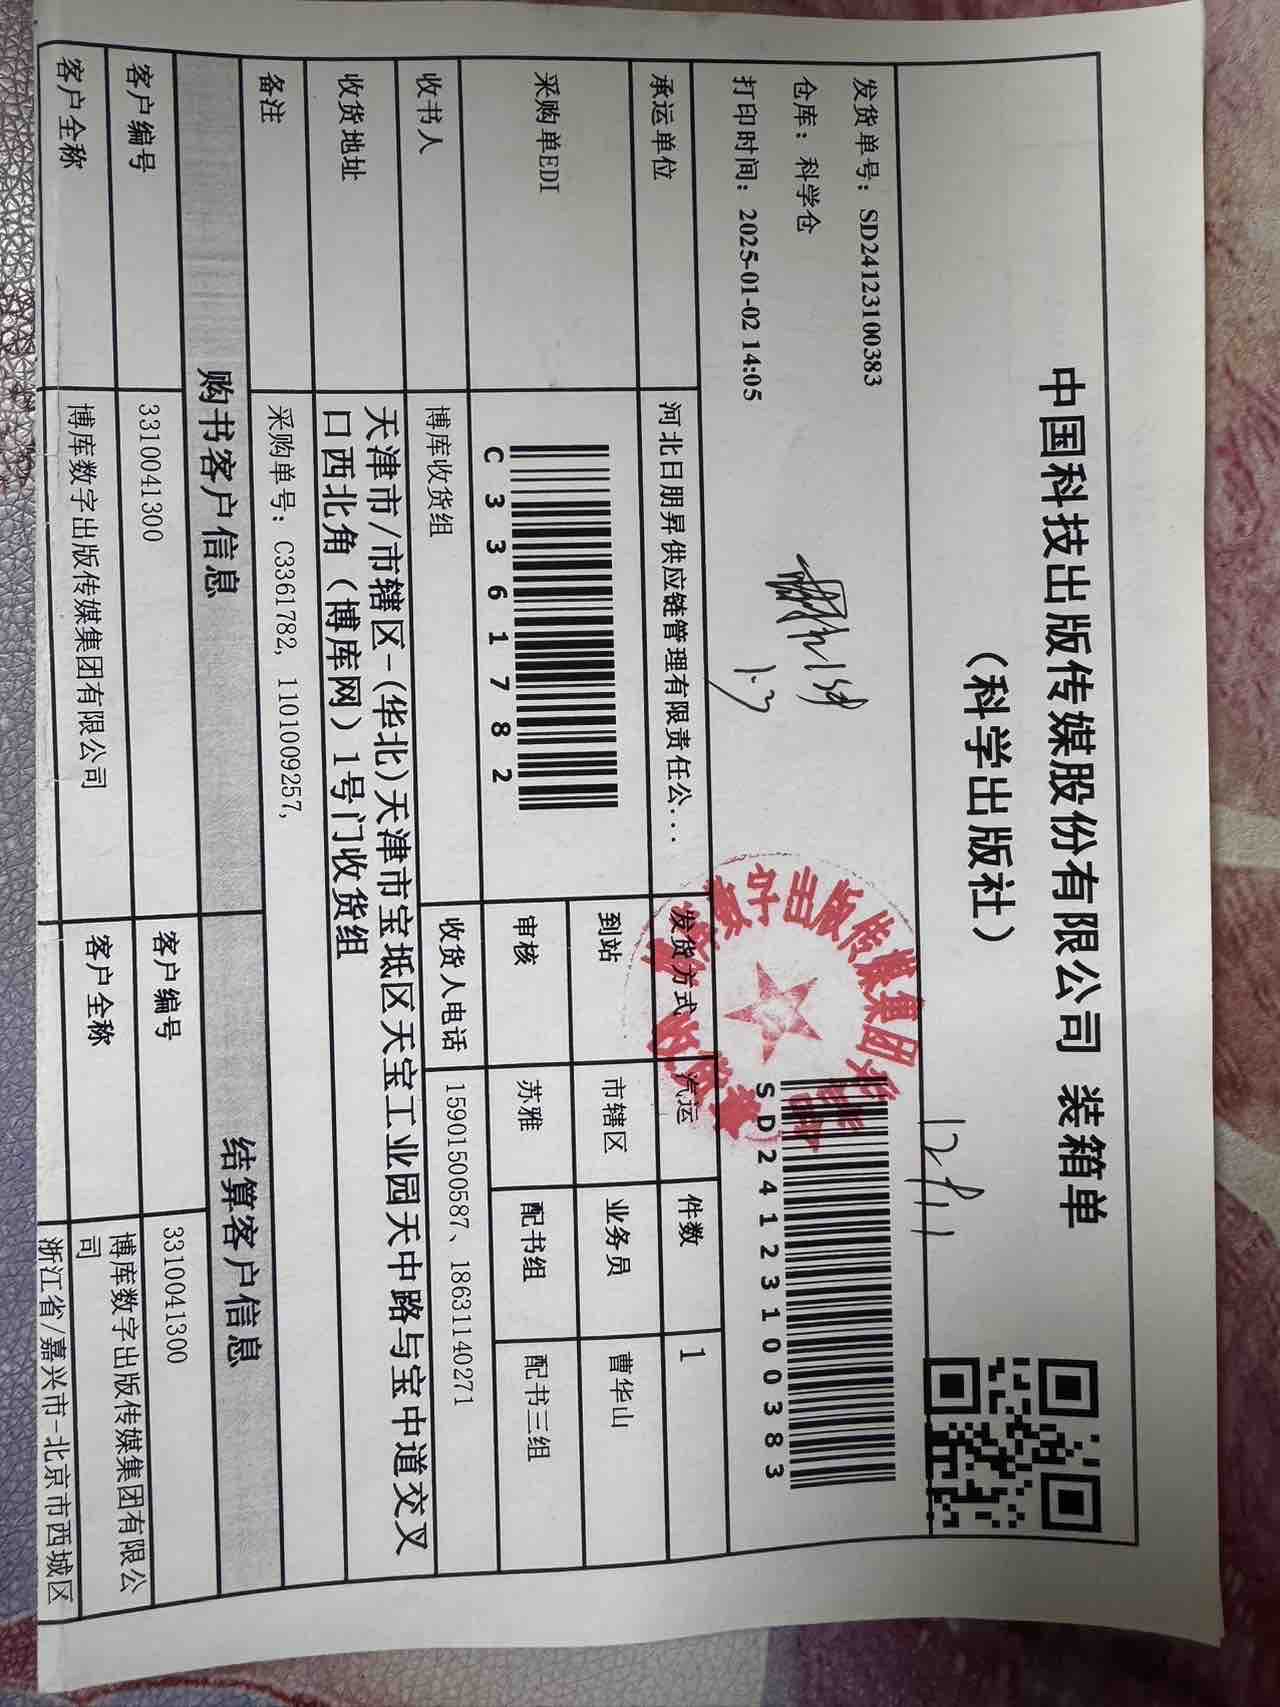 中国科技出版传媒股份有限公司 装箱单
（科学出版社）
发货单号：SD24123100383
仓库：科学仓
打印时间：2025-01-02 14:05
1.3
SD24123100383
承运单位 河北日朋昇供应链管理有限责任公... 发货方式 汽运 件数 1
采购单EDI
C3361782
到站 市辖区 业务员 曹华山
审核 苏雅 配书组 配书三组
收书人 博库收货组 收货人电话 15901500587、18631140271
收货地址 天津市/市辖区-(华北)天津市宝坻区天宝工业园天中路与宝中道交叉
口西北角（博库网）1号门收货组
备注 采购单号：C3361782, 1101009257,
购书客户信息 结算客户信息
客户编号 3310041300 客户编号 3310041300
客户全称 博库数字出版传媒集团有限公司 客户全称 博库数字出版传媒集团有限公
司
浙江省/嘉兴市-北京市西城区
出版传媒集团